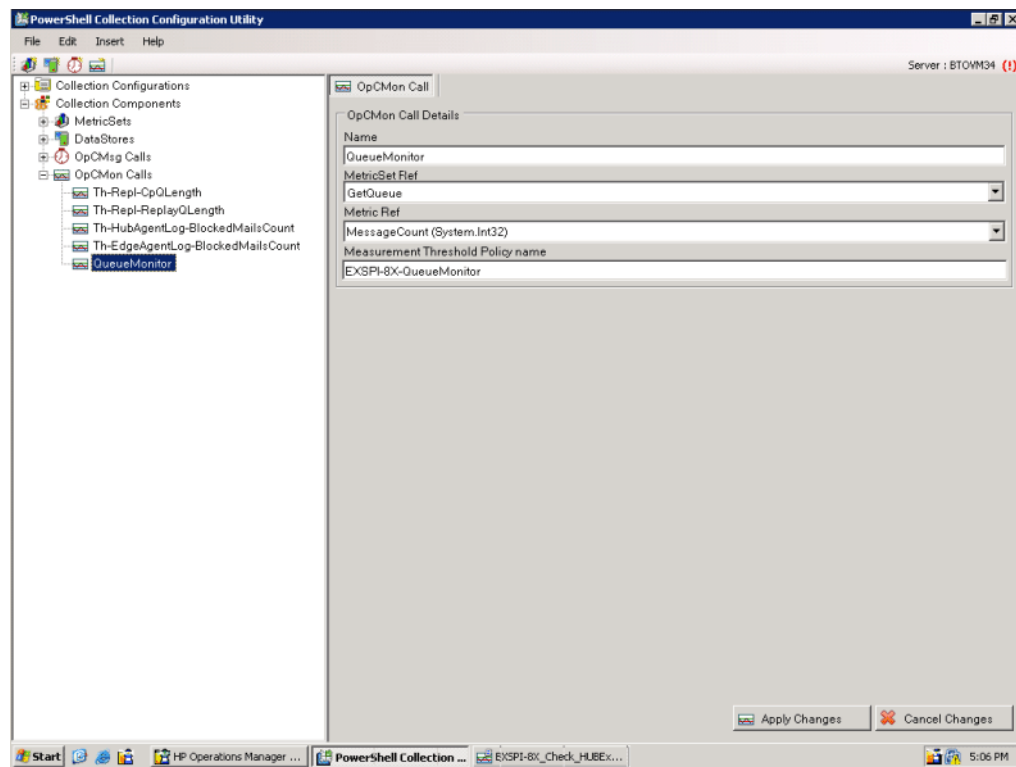 PowerShell Collection Configuration Utility
File Edit Insert Help
Server : BTOVM34 (!)
Collection Configurations
Collection Components
MetricSets
DataStores
OpCMsg Calls
OpCMon Calls
Th-Repl-CpQLength
Th-Repl-ReplayQLength
Th-HubAgentLog-BlockedMailsCount
Th-EdgeAgentLog-BlockedMailsCount
QueueMonitor
OpCMon Call
OpCMon Call Details
Name
QueueMonitor
MetricSet Ref
GetQueue
Metric Ref
MessageCount (System.Int32)
Measurement Threshold Policy name
EXSPI-8X-QueueMonitor
Apply Changes Cancel Changes
Start HP Operations Manager ... PowerShell Collection ... EXSPI-8X_Check_HUBEx... 5:06 PM